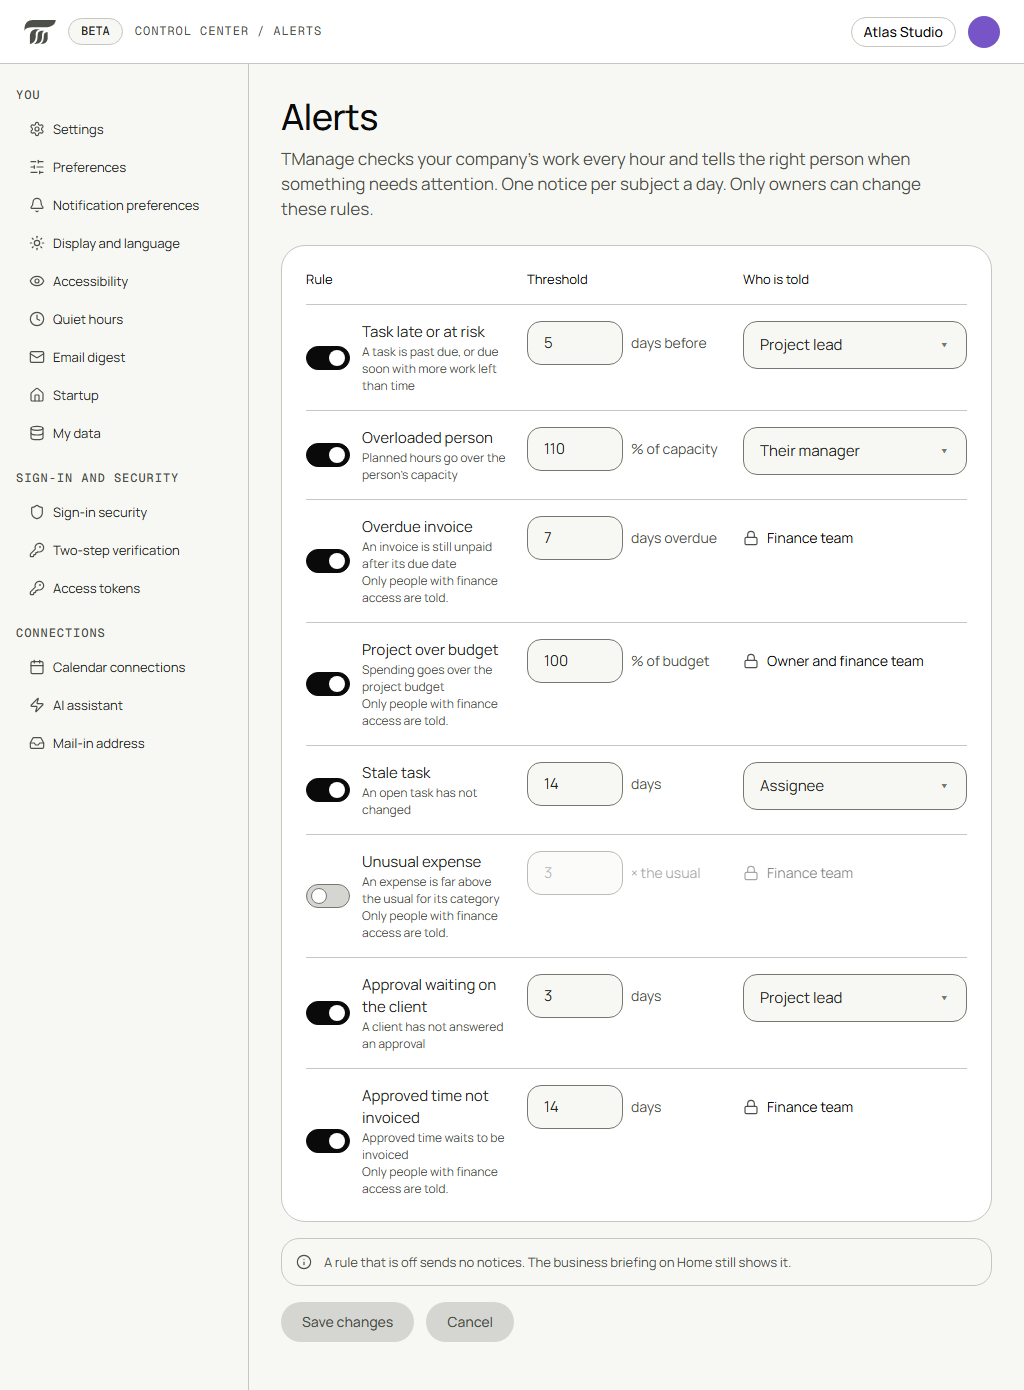 BETA
CONTROL CENTER / ALERTS
Atlas Studio
YOU
Settings
Preferences
Notification preferences
Display and language
Accessibility
Quiet hours
Email digest
Startup
My data
SIGN-IN AND SECURITY
Sign-in security
Two-step verification
Access tokens
CONNECTIONS
Calendar connections
AI assistant
Mail-in address
Alerts
TManage checks your company's work every hour and tells the right person when
something needs attention. One notice per subject a day. Only owners can change
these rules.
Rule
Threshold
Who is told
Task late or at risk
A task is past due, or due
soon with more work left
than time
5
days before
Project lead
Overloaded person
Planned hours go over the
person's capacity
110
% of capacity
Their manager
Overdue invoice
An invoice is still unpaid
after its due date
Only people with finance
access are told.
7
days overdue
Finance team
Project over budget
Spending goes over the
project budget
Only people with finance
access are told.
100
% of budget
Owner and finance team
Stale task
An open task has not
changed
14
days
Assignee
Unusual expense
An expense is far above
the usual for its category
Only people with finance
access are told.
3
× the usual
Finance team
Approval waiting on
the client
A client has not answered
an approval
3
days
Project lead
Approved time not
invoiced
Approved time waits to be
invoiced
Only people with finance
access are told.
14
days
Finance team
A rule that is off sends no notices. The business briefing on Home still shows it.
Save changes
Cancel